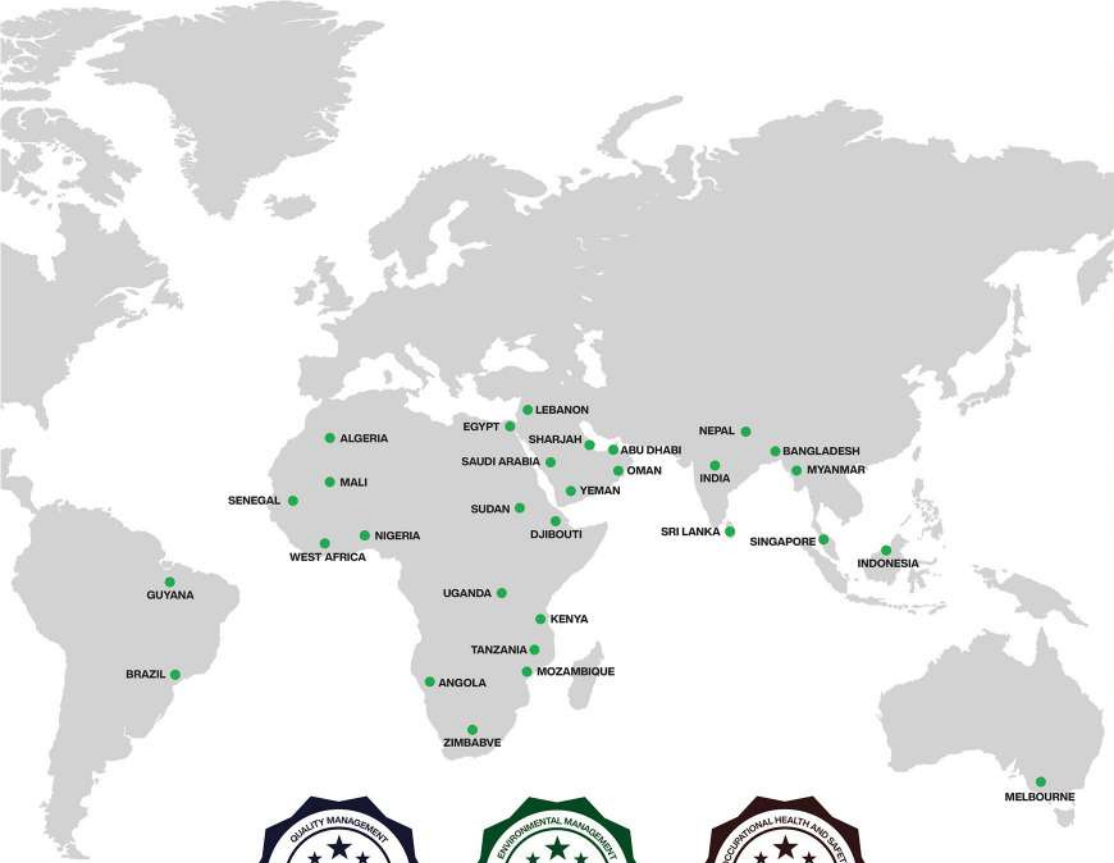 LEBANON
EGYPT
NEPAL
SHARJAH
ALGERIA
ABU DHABI
BANGLADESH
SAUDI ARABIA
OMAN
MYANMAR
INDIA
MALI
YEMAN
SENEGAL
SUDAN
SRI LANKA
DJIBOUTI
NIGERIA
SINGAPORE
WEST AFRICA
INDONESIA
UGANDA
GUYANA
KENYA
TANZANIA
MOZAMBIQUE
BRAZIL
ANGOLA
ZIMBABVE
MELBOURNE
QUALITY MANAGEMENT
ENVIRONMENTAL MANAGEMENT
OCCUPATIONAL HEALTH AND SAFET